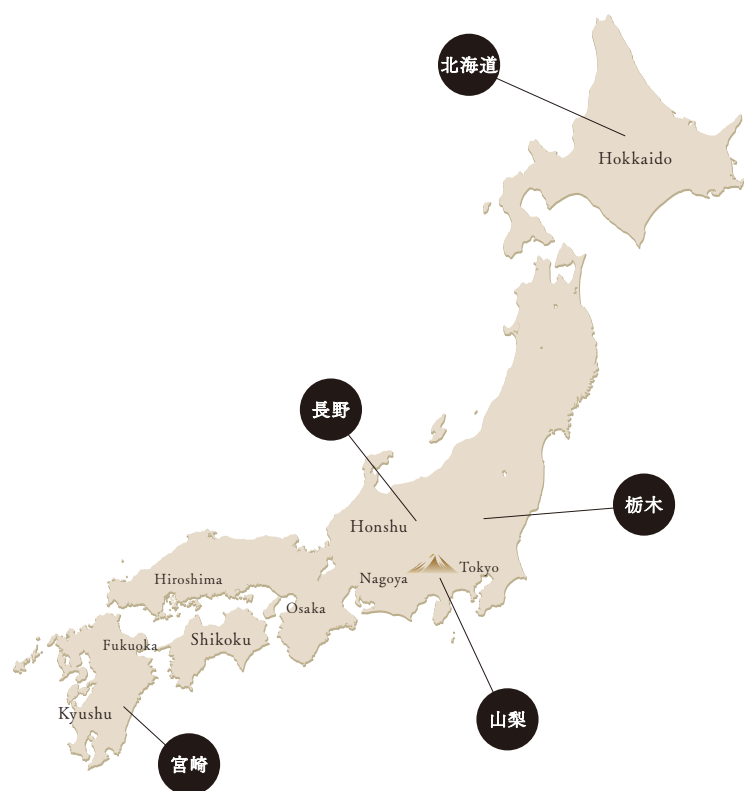 北海道
Hokkaido
長野
栃木
Honshu
Nagoya
Tokyo
Hiroshima
Osaka
Shikoku
Fukuoka
Kyushu
山梨
宮崎